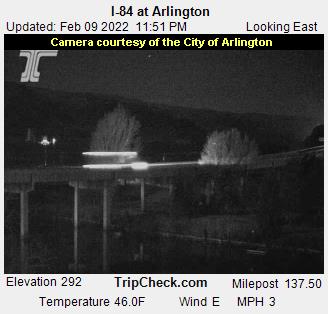 I-84 at Arlington
Updated: Feb 09 2022 11:51 PM Looking East
Camera courtesy of the City of Arlington
Elevation 292 TripCheck.com Milepost 137.50
Temperature 46.0F Wind E MPH 3